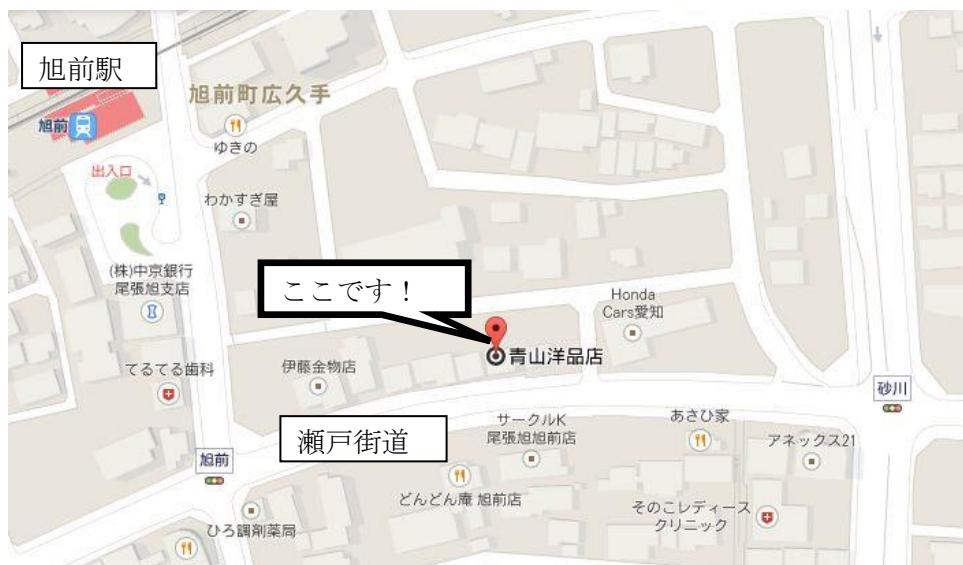 旭前駅
旭前町広久手
旭前
ゆきの
出入口
わかすぎ屋
(株)中京銀行
尾張旭支店
ここです！
Honda
Cars愛知
青山洋品店
てるてる歯科
伊藤金物店
砂川
サークルK
尾張旭旭前店
あさひ家
瀬戸街道
アネックス21
旭前
どんどん庵 旭前店
そのこレディース
クリニック
ひろ調剤薬局